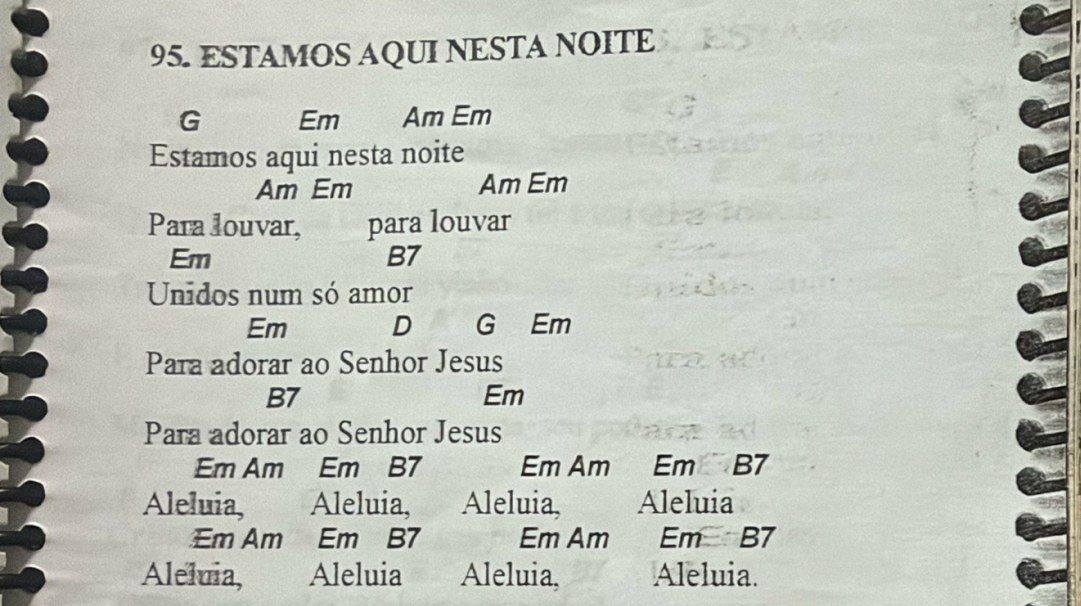 95. ESTAMOS AQUI NESTA NOITE
G Em Am Em
Estamos aqui nesta noite
Am Em Am Em
Para louvar, para louvar
Em B7
Unidos num só amor
Em D G Em
Para adorar ao Senhor Jesus
B7 Em
Para adorar ao Senhor Jesus
Em Am Em B7 Em Am Em B7
Aleluia, Aleluia, Aleluia, Aleluia
Em Am Em B7 Em Am Em B7
Aleluia, Aleluia Aleluia, Aleluia.